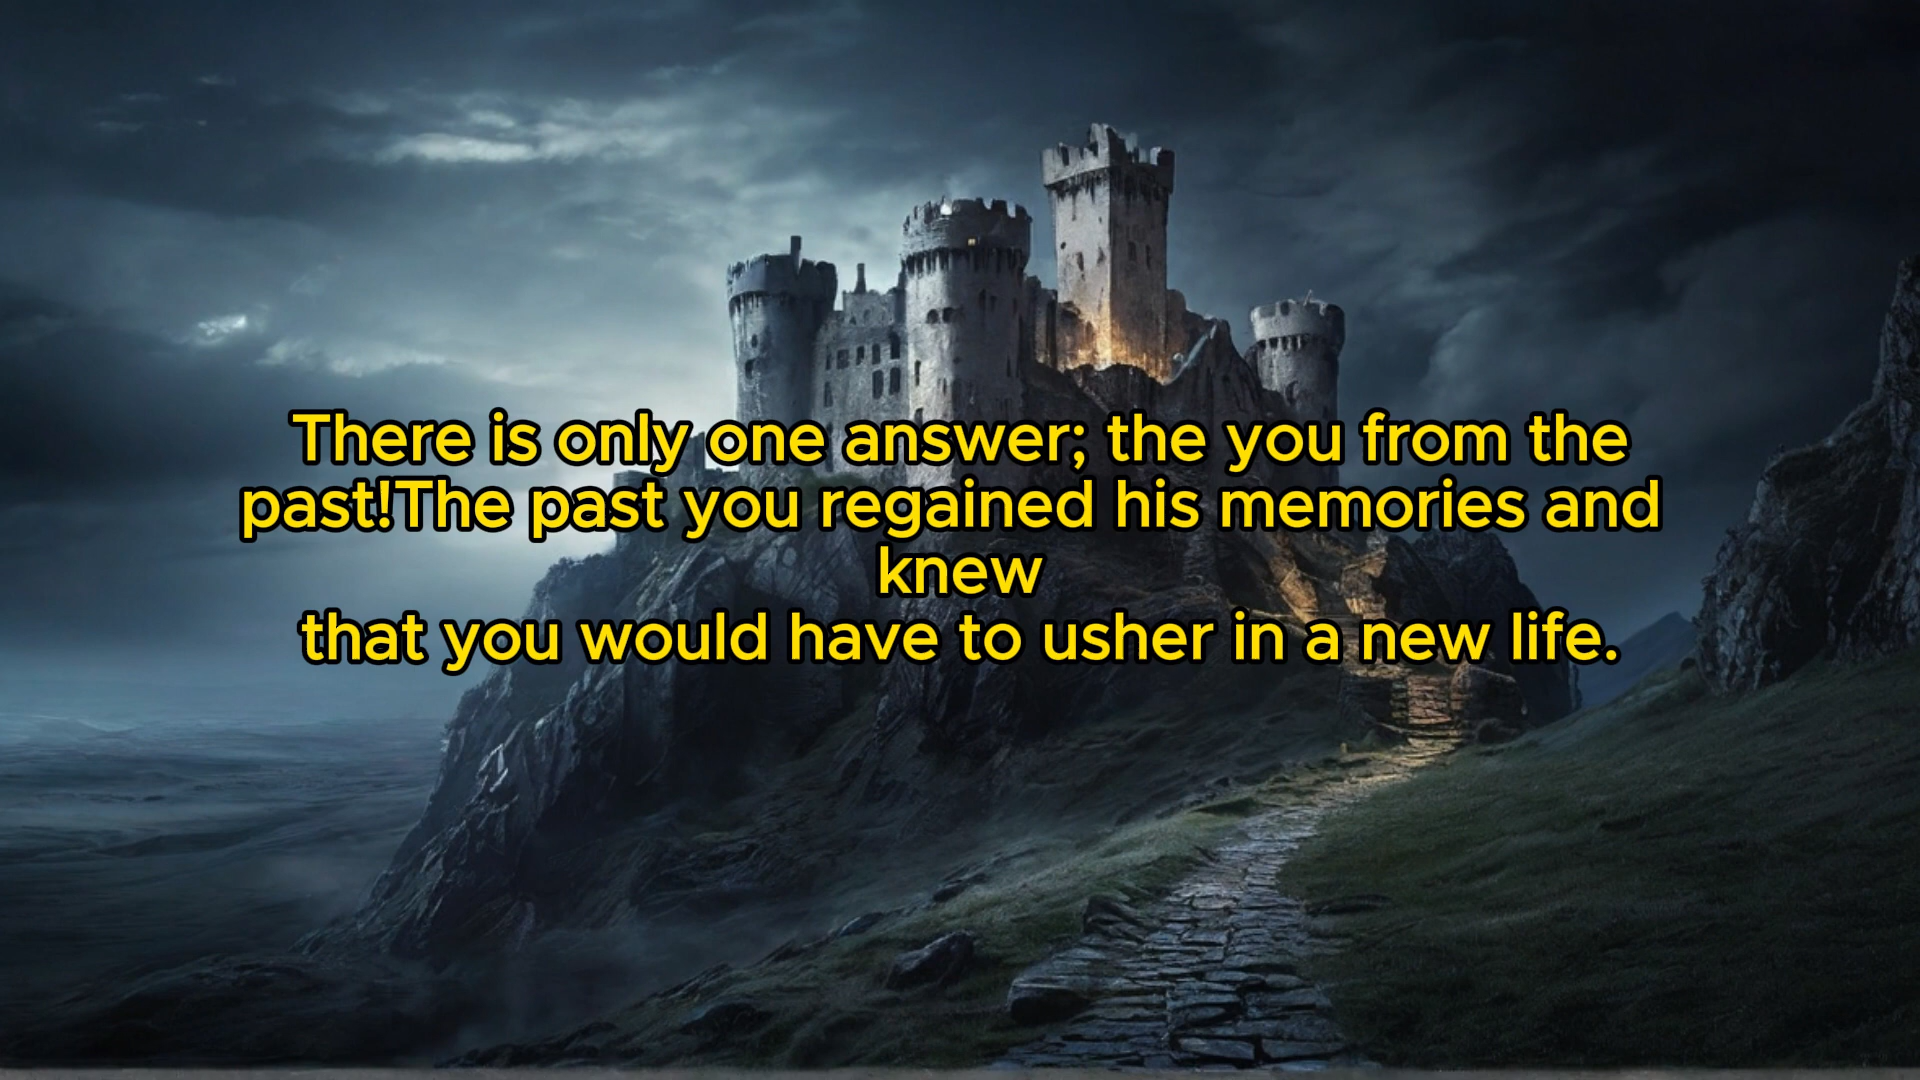 There is only one answer; the you from the
past!The past you regained his memories and
knew
that you would have to usher in a new life.